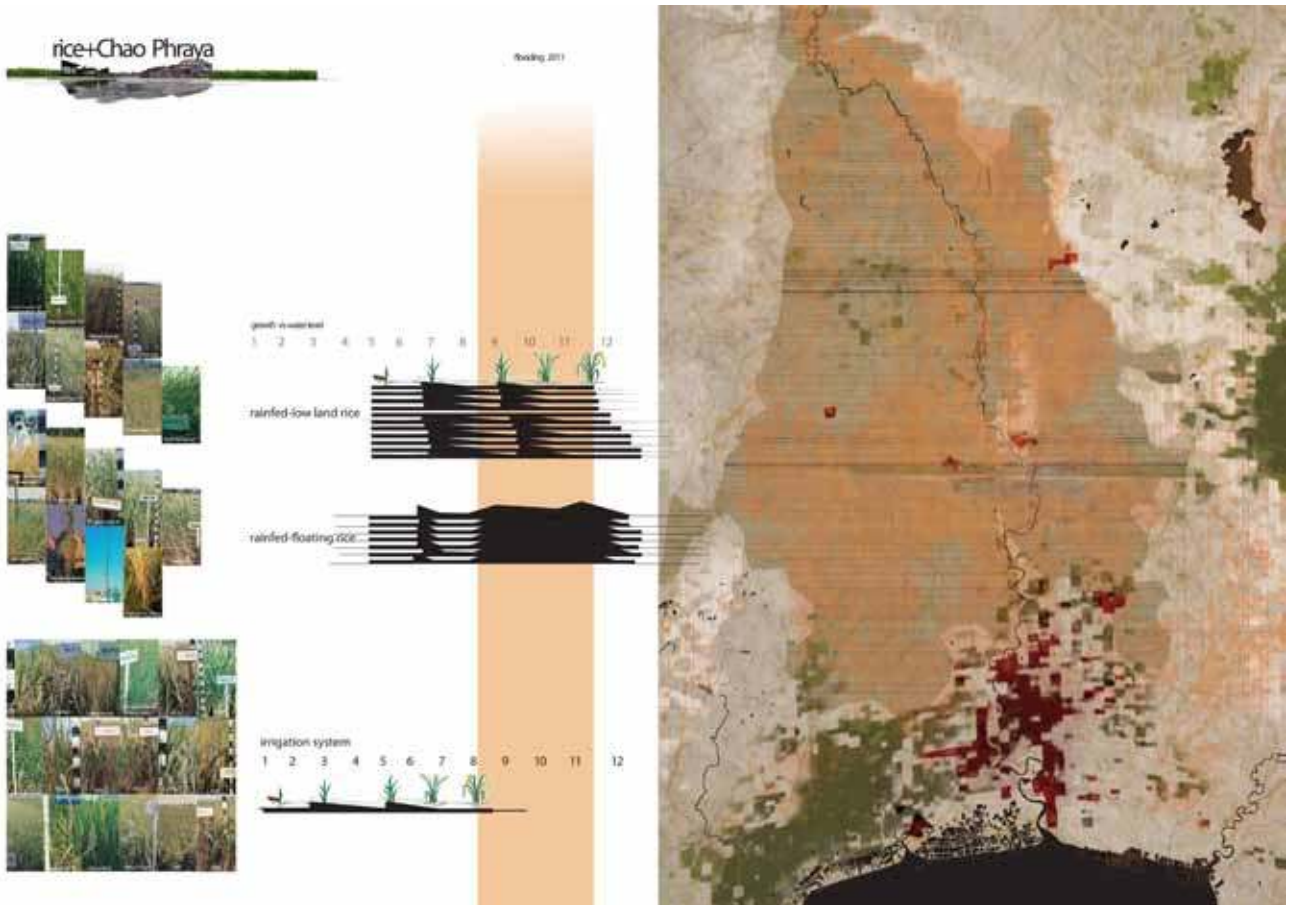 rice+Chao Phraya
flooding 2011
growth vs water level
1 2 3 4 5 6 7 8 9 10 11 12
rainfed-low land rice
rainfed-floating rice
irrigation system
1 2 3 4 5 6 7 8 9 10 11 12